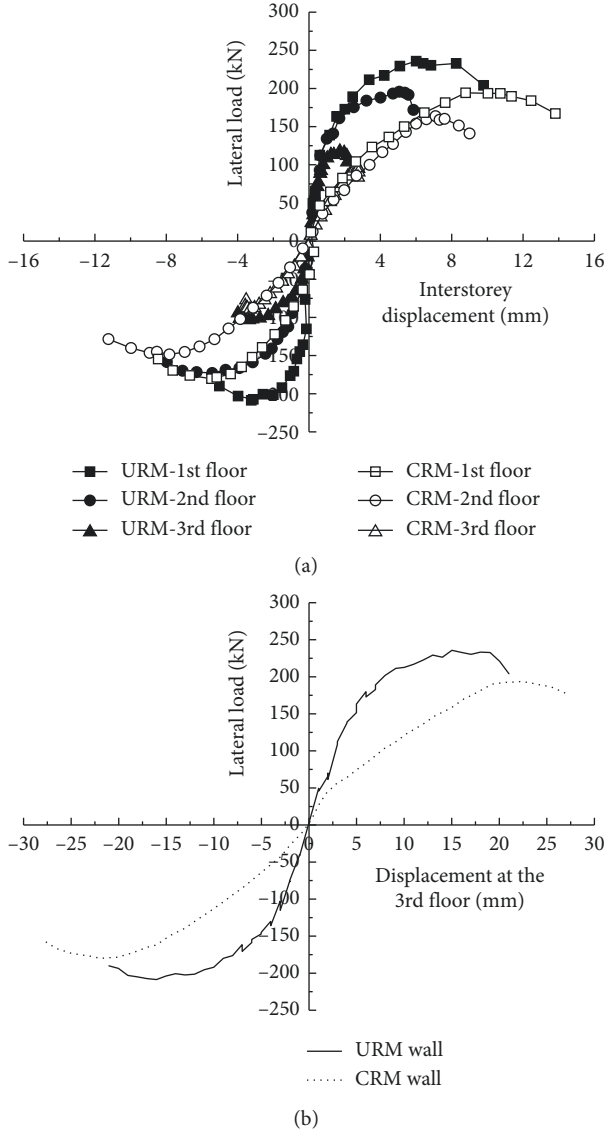 300
250
200
150
100
50
0
Lateral load (kN)
−16 −12 −8 −4 0 4 8 12 16
Interstorey
displacement (mm)
−250
URM-1st floor CRM-1st floor
URM-2nd floor CRM-2nd floor
URM-3rd floor CRM-3rd floor
(a)
300
250
200
150
100
50
0
Lateral load (kN)
−30 −25 −20 −15 −10 −5 0 5 10 15 20 25 30
Displacement at the
3rd floor (mm)
−50
−100
−150
−200
−250
URM wall
CRM wall
(b)